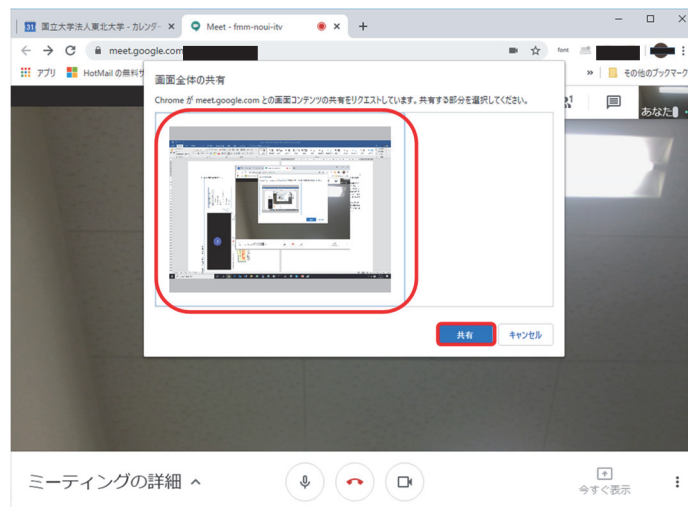 31 国立大学法人東北大学 - カレンダー
Meet - fmm-noui-itv
meet.google.com
font
アプリ
HotMail の無料サ
» その他のブックマーク
画面全体の共有
Chrome が meet.google.com との画面コンテンツの共有をリクエストしています。共有する部分を選択してください。
1
あなた
共有
キャンセル
ミーティングの詳細
今すぐ表示